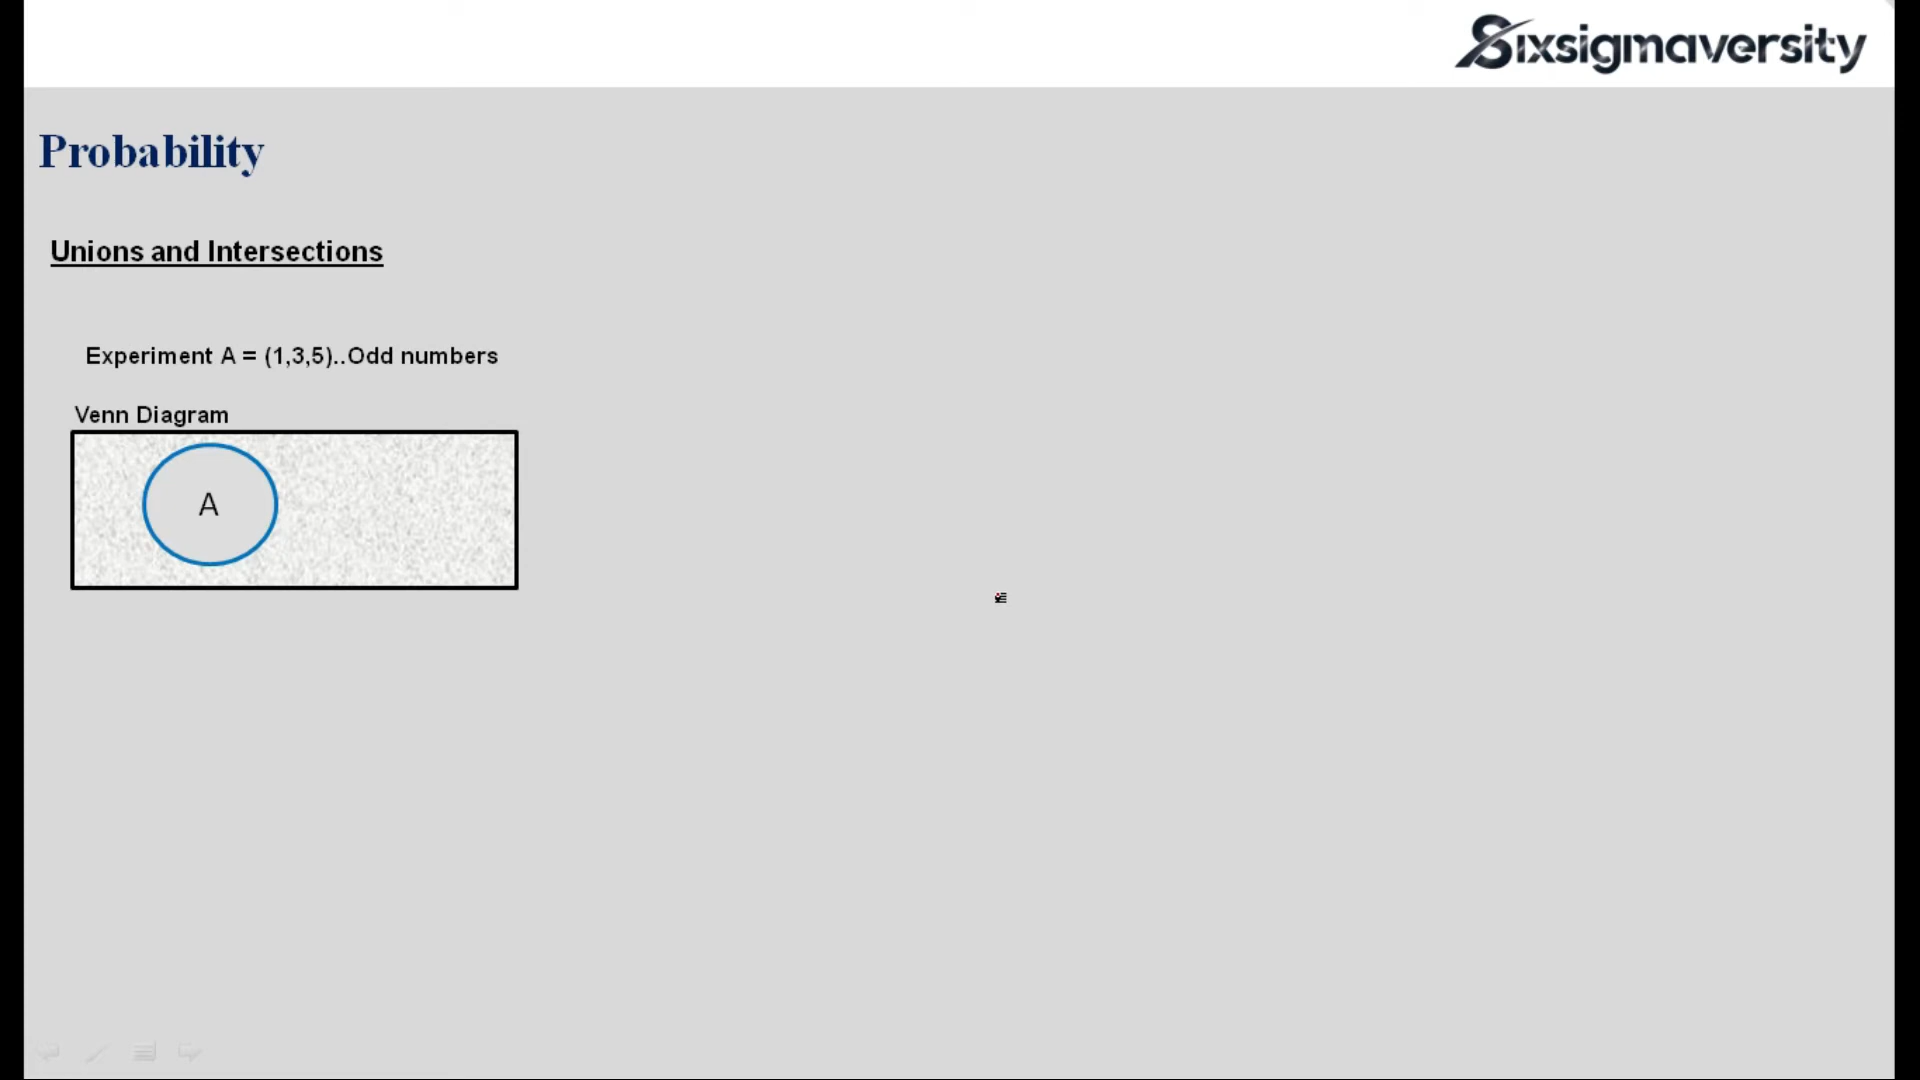 Sixsigmaversity
Probability
Unions and Intersections
Experiment A = (1,3,5)..Odd numbers
Venn Diagram
A